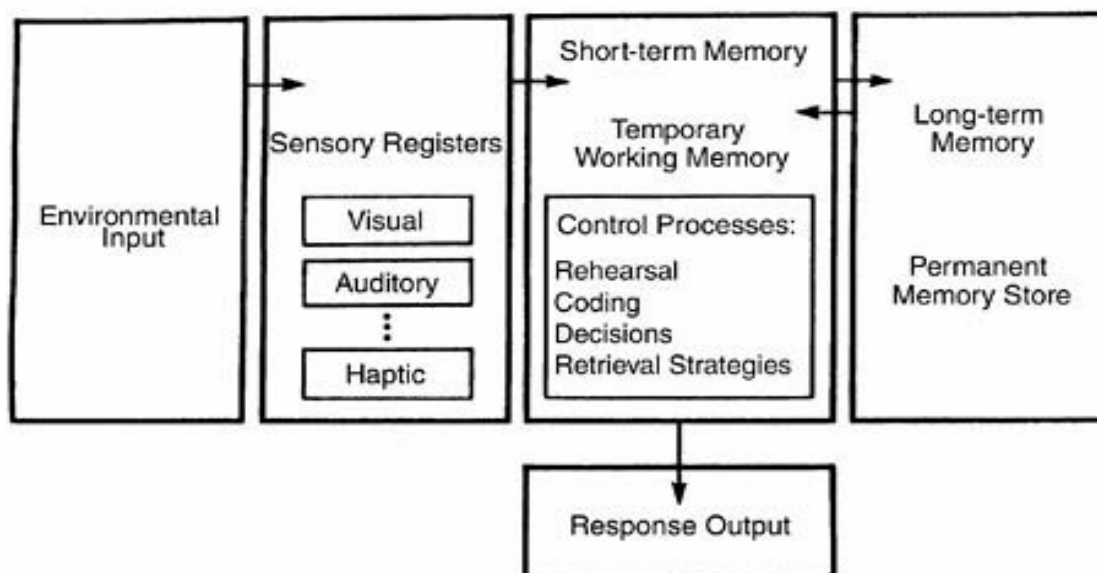 Environmental
Input
Sensory Registers
Visual
Auditory
Haptic
Short-term Memory
Temporary
Working Memory
Control Processes:
Rehearsal
Coding
Decisions
Retrieval Strategies
Long-term
Memory
Permanent
Memory Store
Response Output